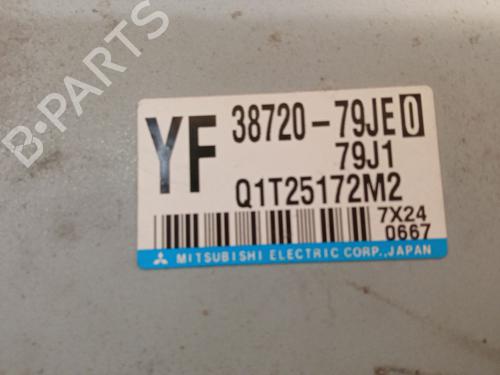 B-PARTS
YF 38720-79JE0
79J1
Q1T25172M2
7X24
0667
MITSUBISHI ELECTRIC CORP., JAPAN